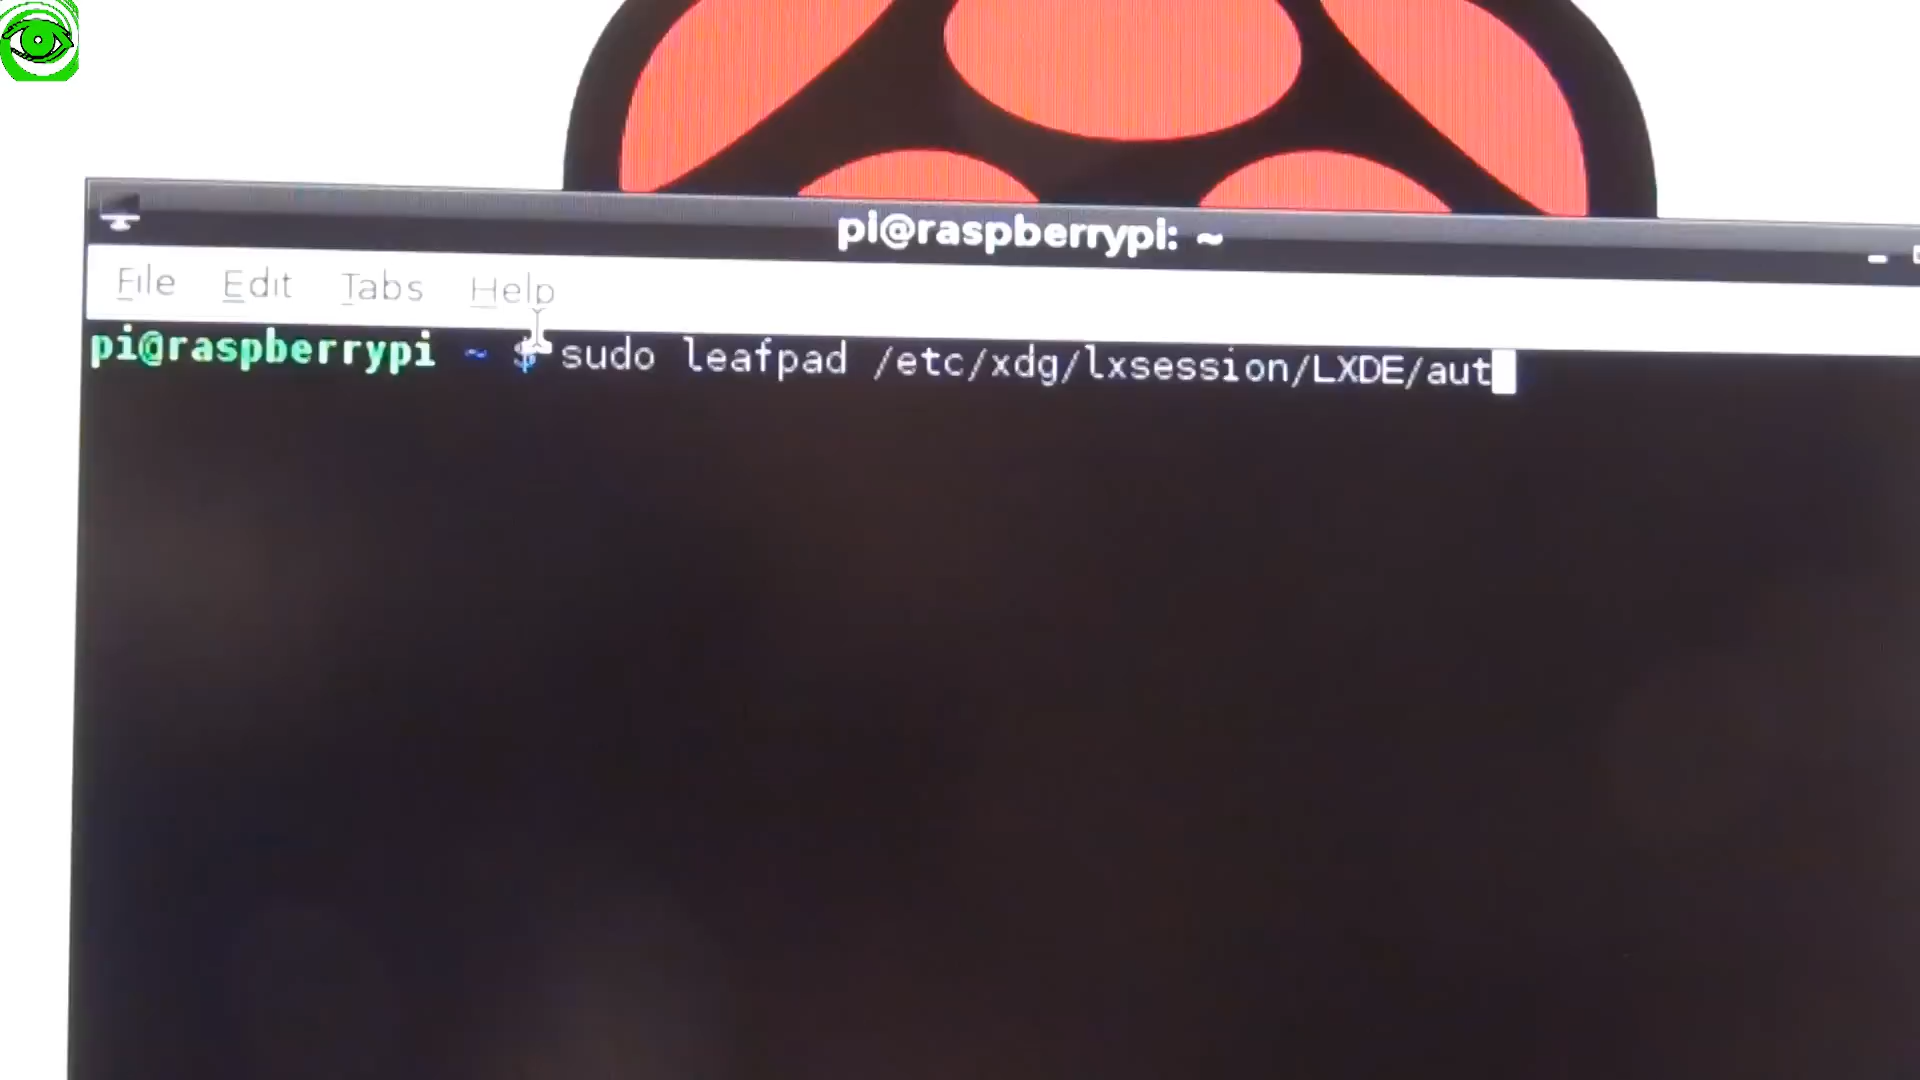 pi@raspberrypi: ~
File Edit Tabs Help
pi@raspberrypi ~ $ sudo leafpad /etc/xdg/lxsession/LXDE/aut